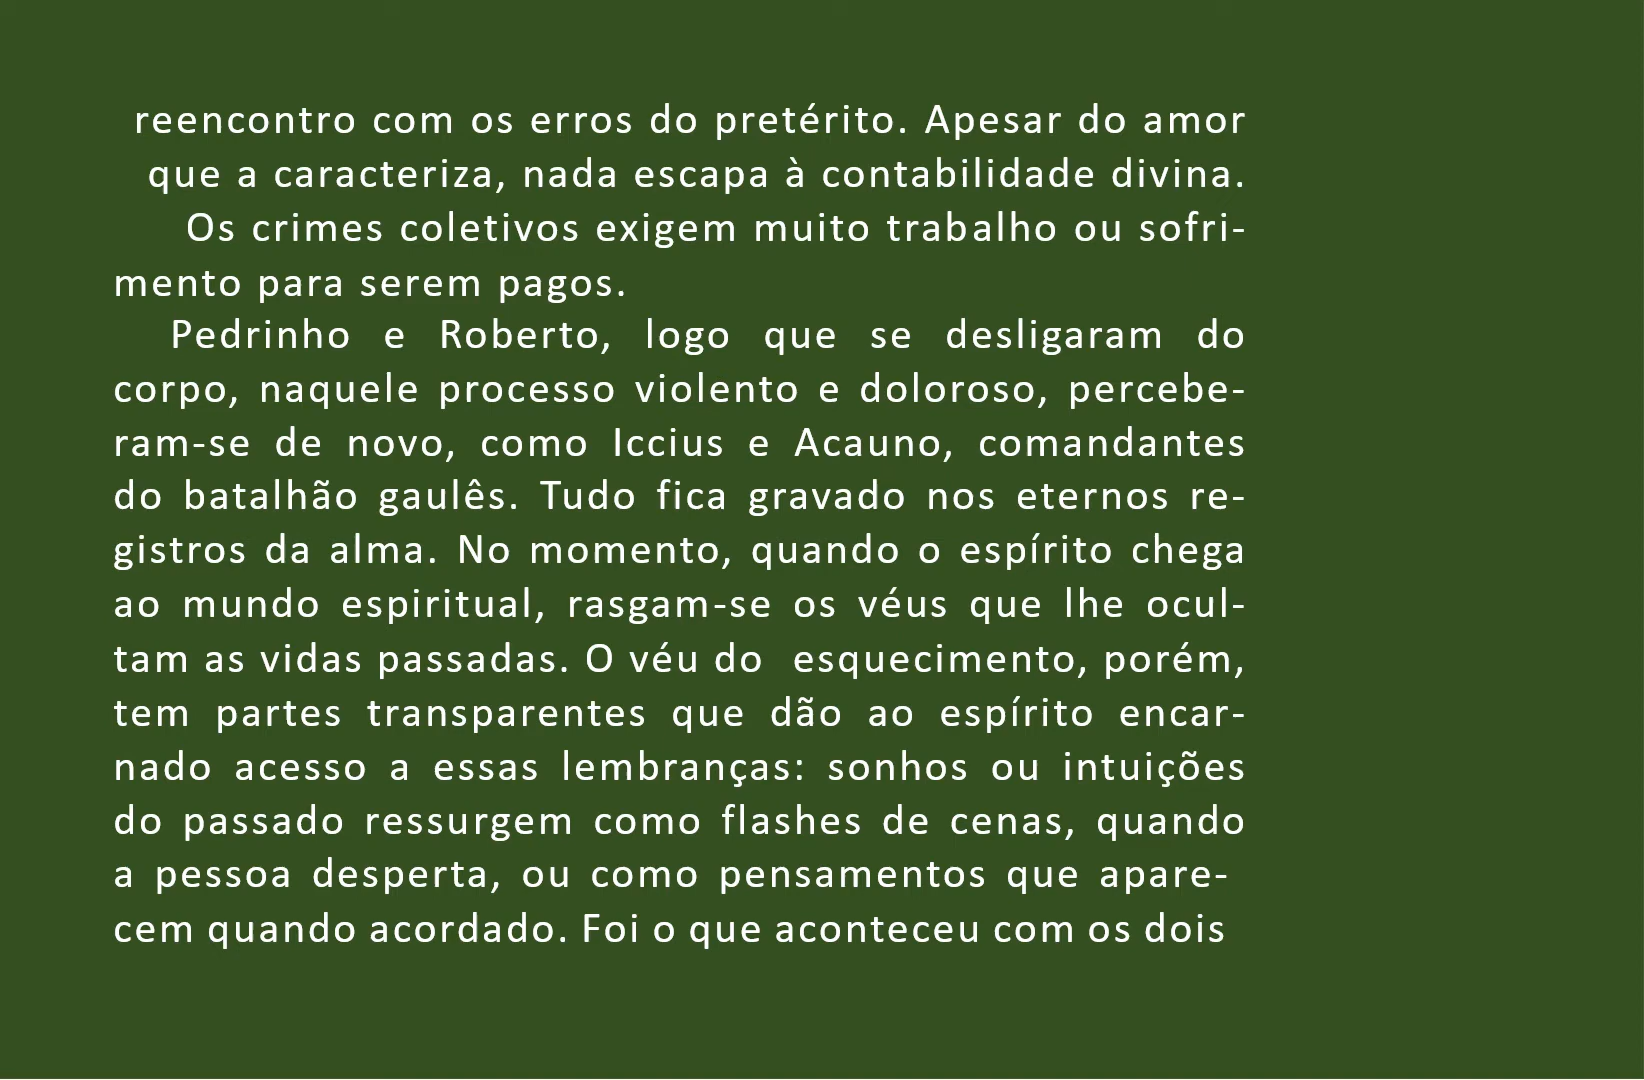 reencontro com os erros do pretérito. Apesar do amor
que a caracteriza, nada escapa à contabilidade divina.
Os crimes coletivos exigem muito trabalho ou sofri-
mento para serem pagos.
Pedrinho e Roberto, logo que se desligaram do
corpo, naquele processo violento e doloroso, percebe-
ram-se de novo, como Iccius e Acauno, comandantes
do batalhão gaulês. Tudo fica gravado nos eternos re-
gistros da alma. No momento, quando o espírito chega
ao mundo espiritual, rasgam-se os véus que lhe ocul-
tam as vidas passadas. O véu do esquecimento, porém,
tem partes transparentes que dão ao espírito encar-
nado acesso a essas lembranças: sonhos ou intuições
do passado ressurgem como flashes de cenas, quando
a pessoa desperta, ou como pensamentos que apare-
cem quando acordado. Foi o que aconteceu com os dois